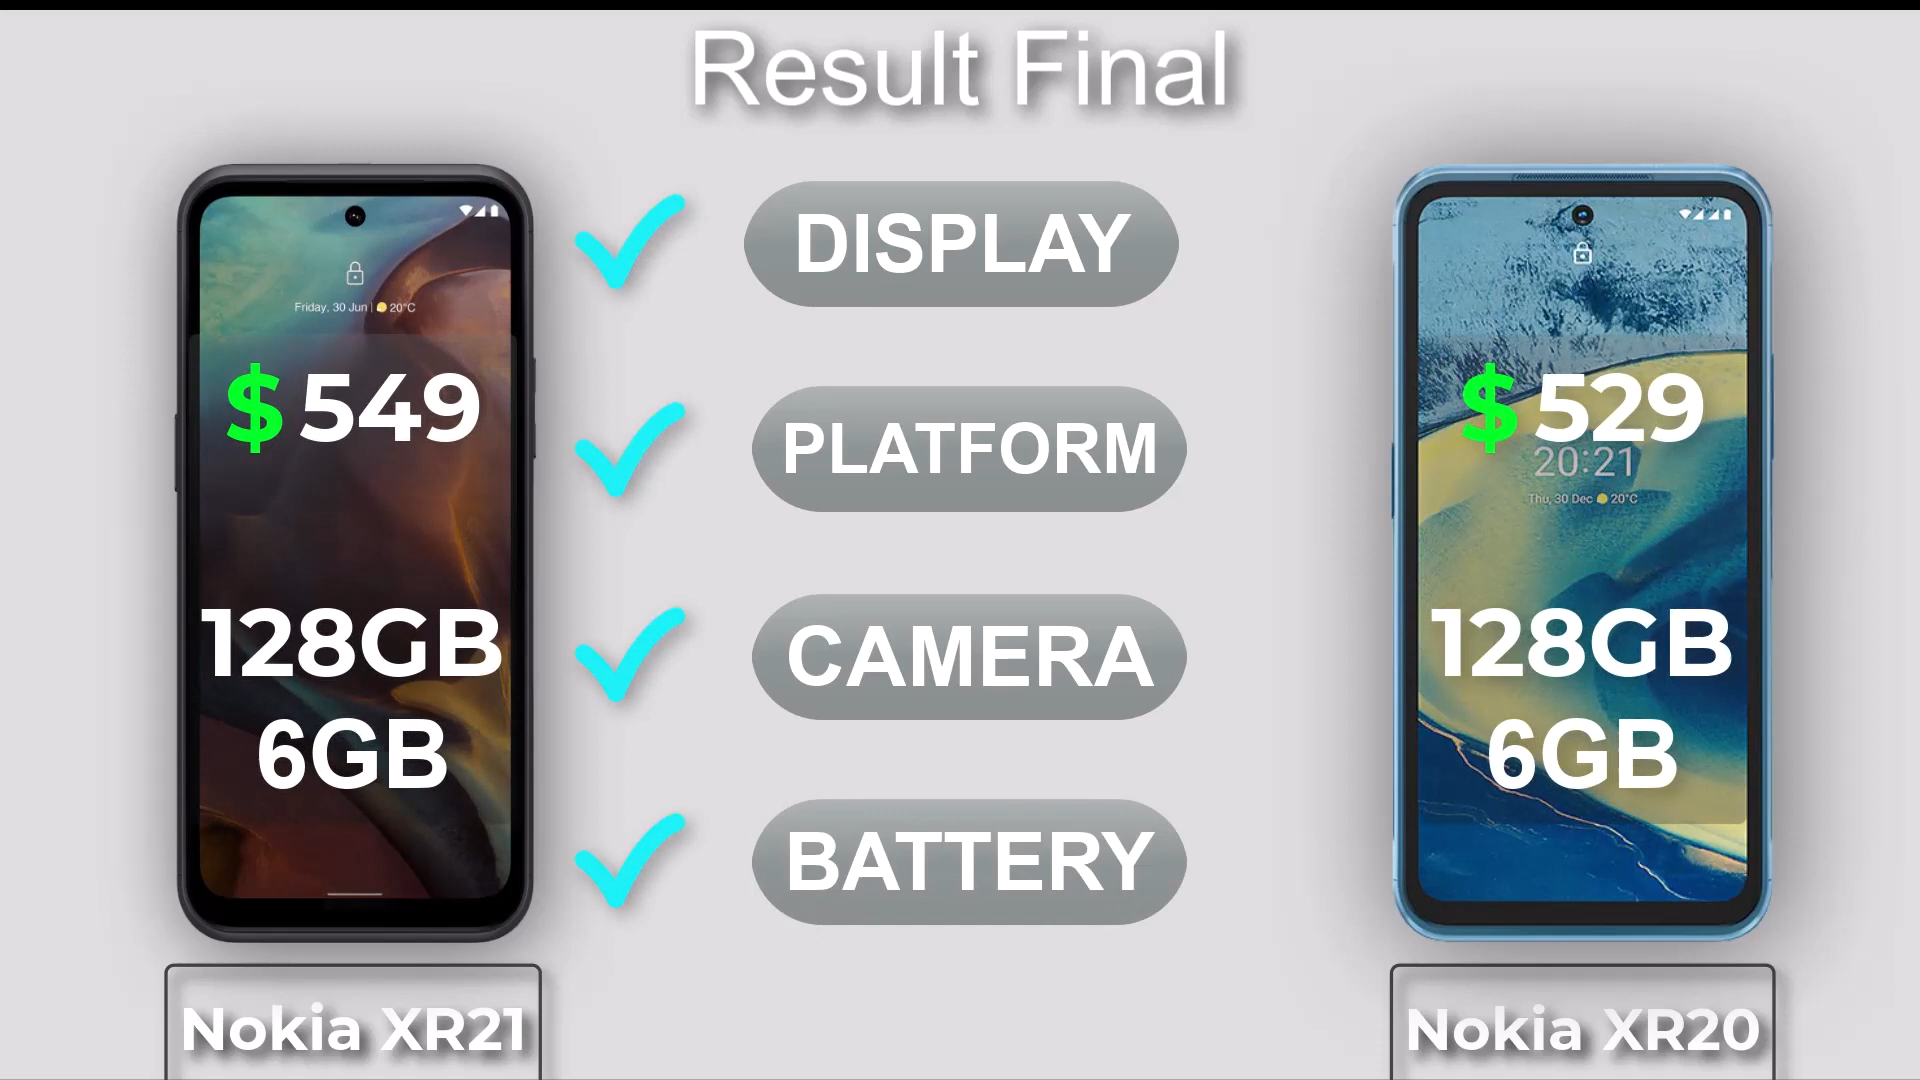 Result Final
Friday, 30 Jun | 20°C
$ 549
128GB
6GB
Nokia XR21
DISPLAY
PLATFORM
CAMERA
BATTERY
$ 529
20:21
Thu, 30 Dec 20°C
128GB
6GB
Nokia XR20